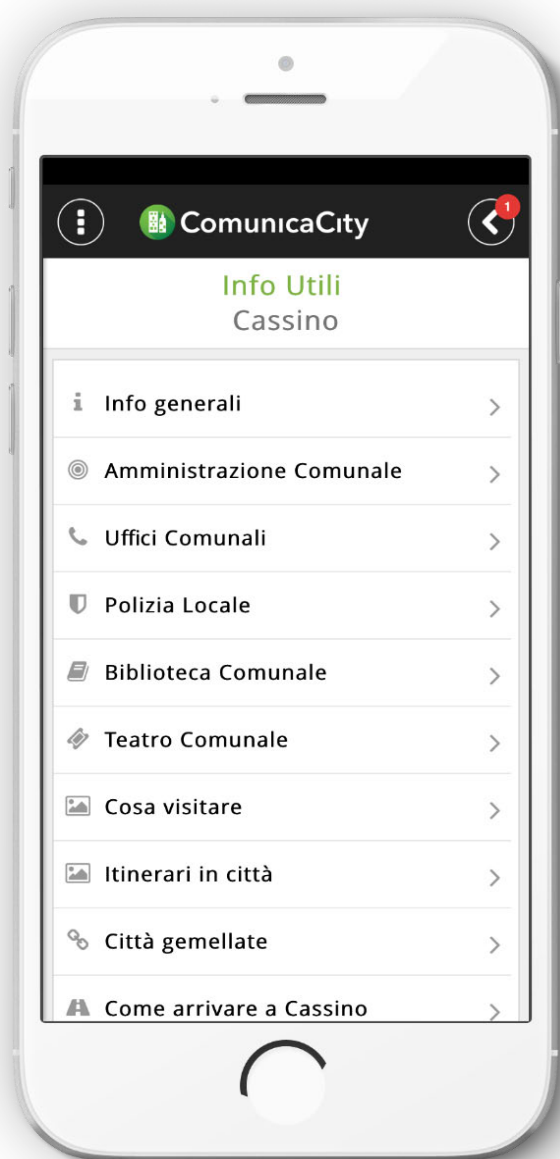 ComunicaCity
1
Info Utili
Cassino
Info generali
Amministrazione Comunale
Uffici Comunali
Polizia Locale
Biblioteca Comunale
Teatro Comunale
Cosa visitare
Itinerari in città
Città gemellate
Come arrivare a Cassino